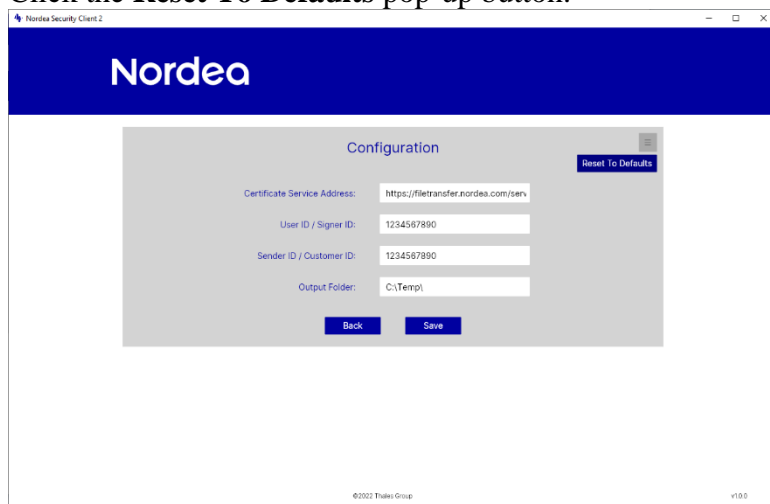 Click the Reset To Defaults pop-up button.
Nordea Security Client 2
Nordea
Configuration
Reset To Defaults
Certificate Service Address: https://filetransfer.nordea.com/serv
User ID / Signer ID: 1234567890
Sender ID / Customer ID: 1234567890
Output Folder: C:\Temp\
Back Save
©2022 Thales Group v1.0.0